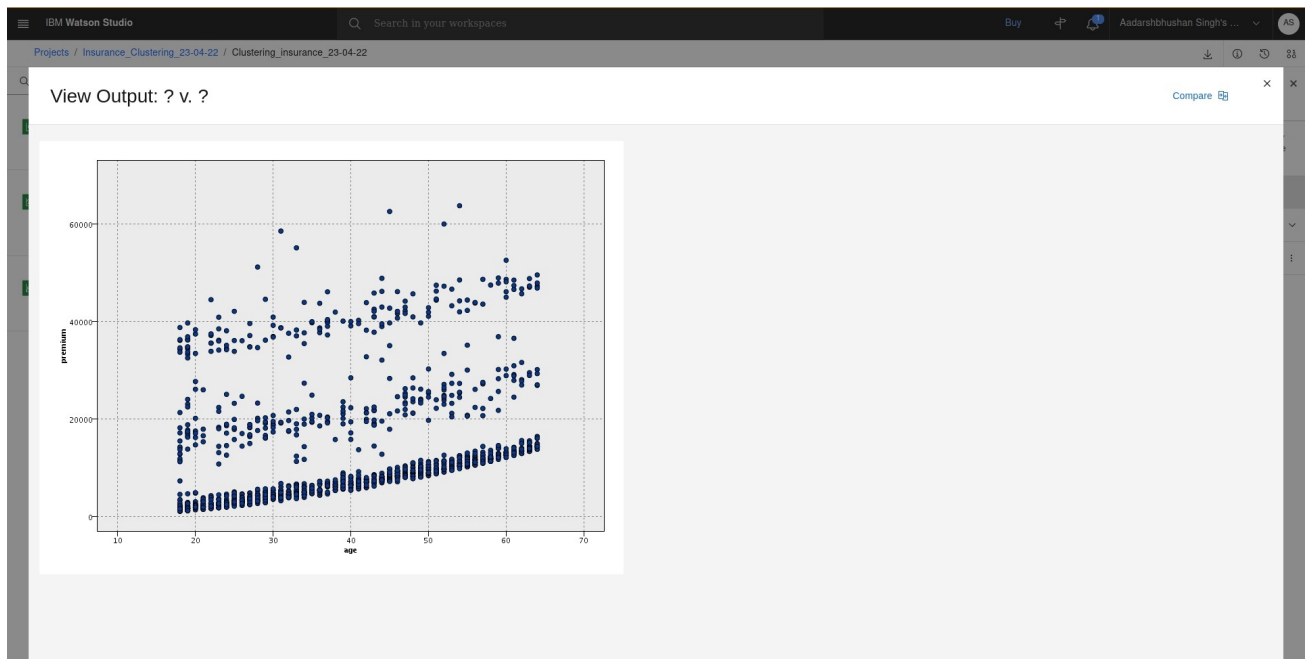 IBM Watson Studio
Search in your workspaces
Buy
1
Aadarshbhushan Singh's ...
AS
Projects / Insurance_Clustering_23-04-22 / Clustering_insurance_23-04-22
View Output: ? v. ?
Compare
60000
40000
20000
0
premium
10 20 30 40 50 60 70
age